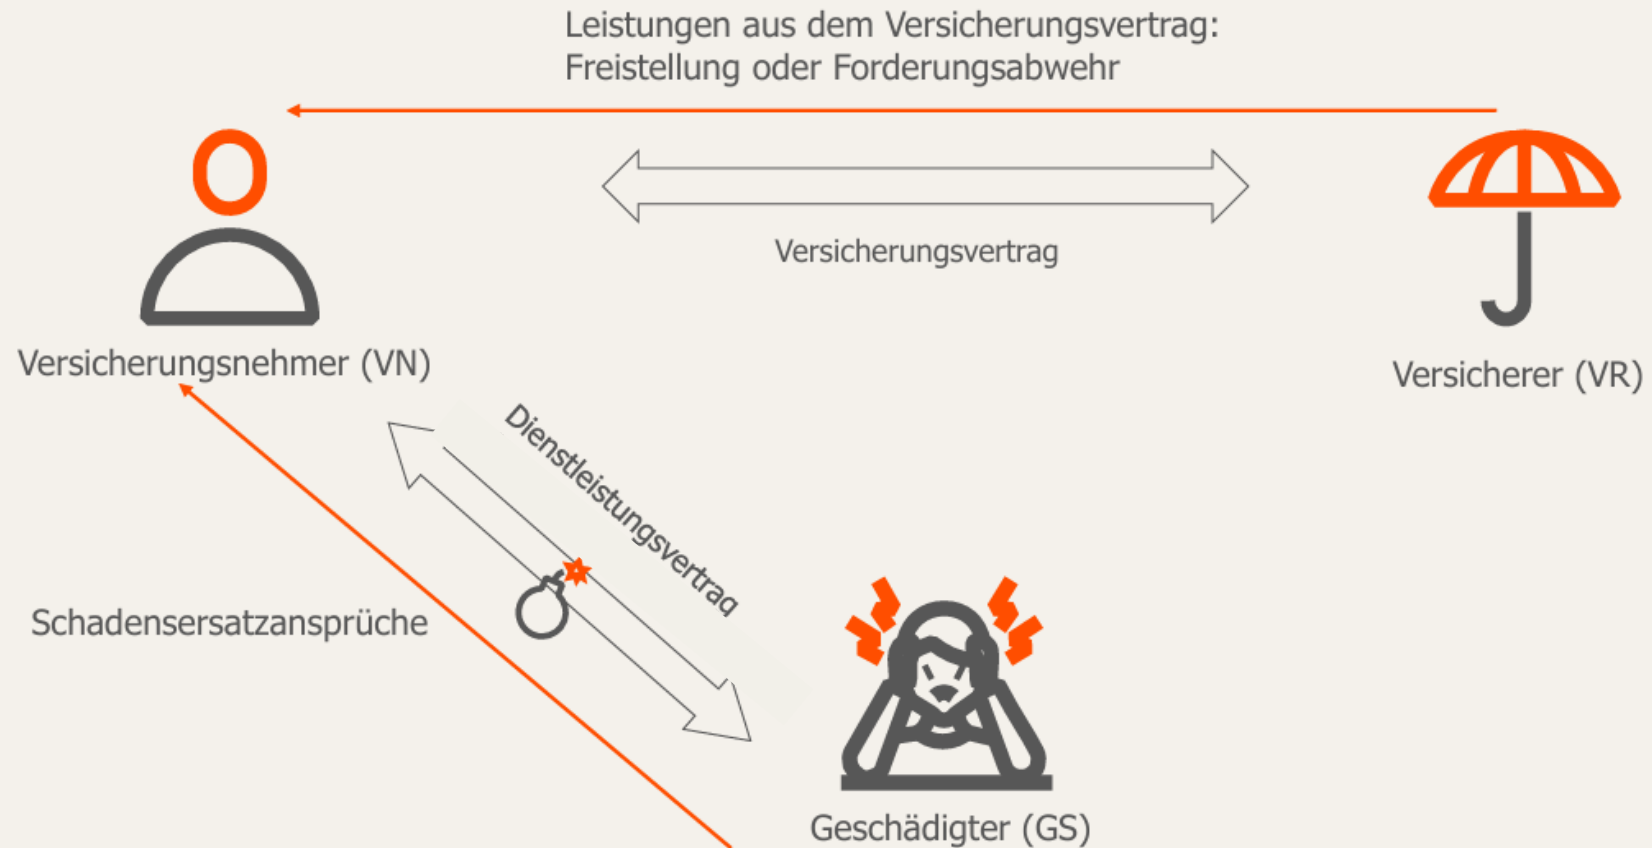 Leistungen aus dem Versicherungsvertrag:
Freistellung oder Forderungsabwehr
Versicherungsvertrag
Versicherungsnehmer (VN)
Versicherer (VR)
Dienstleistungsvertrag
Schadensersatzansprüche
Geschädigter (GS)